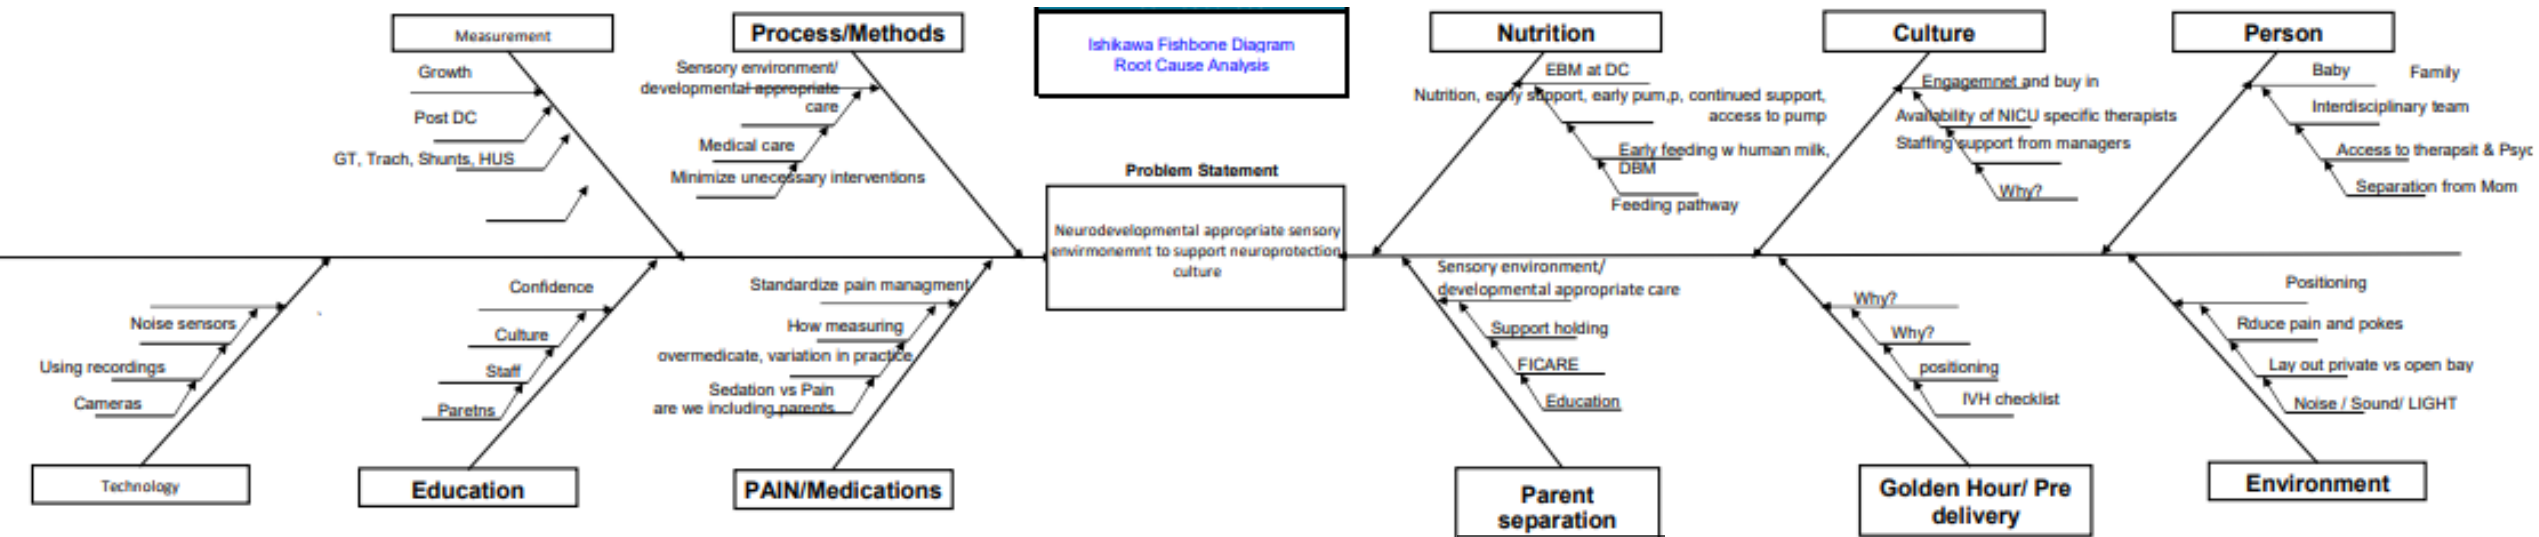 Measurement
Growth
Post DC
GT, Trach, Shunts, HUS
Process/Methods
Sensory environment/
developmental appropriate
care
Medical care
Minimize unecessary interventions
Ishikawa Fishbone Diagram
Root Cause Analysis
Problem Statement
Neurodevelopmental appropriate sensory
envirmonemnt to support neuroprotection
culture
Nutrition
EBM at DC
Nutrition, early support, early pum,p, continued support,
access to pump
Early feeding w human milk,
DBM
Feeding pathway
Culture
Engagemnet and buy in
Availability of NICU specific therapists
Staffing support from managers
Why?
Person
Baby
Family
Interdisciplinary team
Access to therapsit & Psyc
Separation from Mom
Noise sensors
Using recordings
Cameras
Technology
Confidence
Culture
Staff
Paretns
Education
Standardize pain managment
How measuring
overmedicate, variation in practice
Sedation vs Pain
are we including parents
PAIN/Medications
Sensory environment/
developmental appropriate care
Support holding
FICARE
Education
Parent
separation
Why?
Why?
positioning
IVH checklist
Golden Hour/ Pre
delivery
Positioning
Rduce pain and pokes
Lay out private vs open bay
Noise / Sound/ LIGHT
Environment